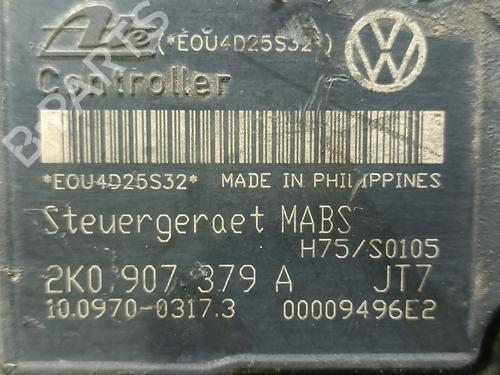 Ate (*E0U4D25S32*)
Controller
*E0U4D25S32* MADE IN PHILIPPINES
Steuergeraet MABS
H75/S0105
2K0 907 379 A JT7
10.0970-0317.3 00009496E2
BPARTS